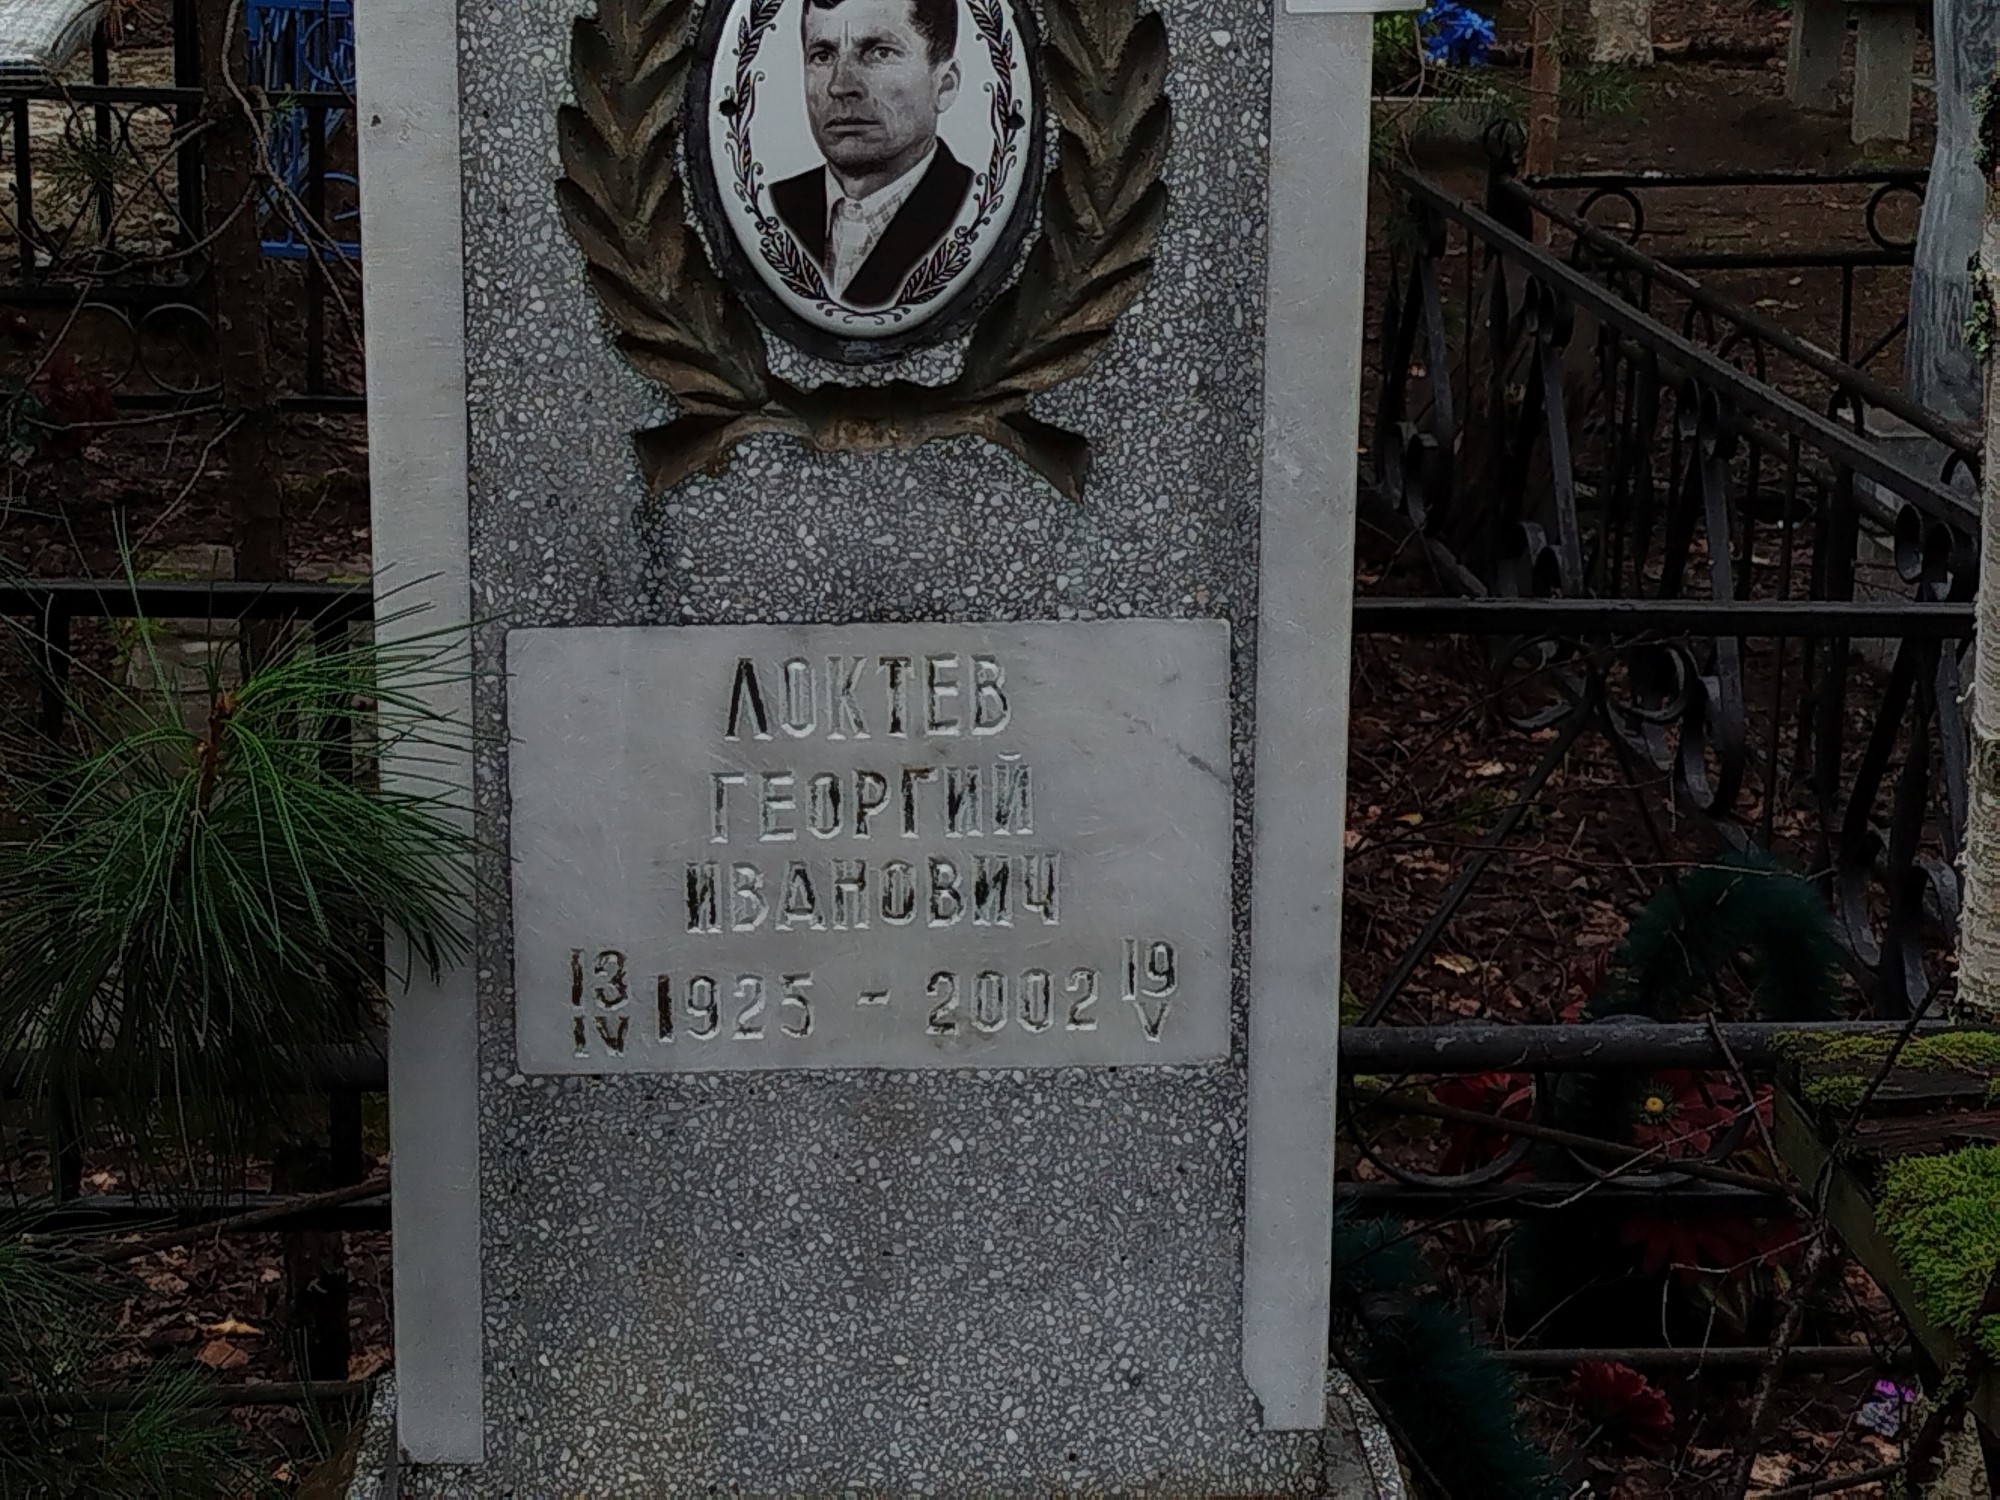 ЛОКТЕВ
ГЕОРГИЙ
ИВАНОВИЧ
13 IV 1925 - 2002 19 V